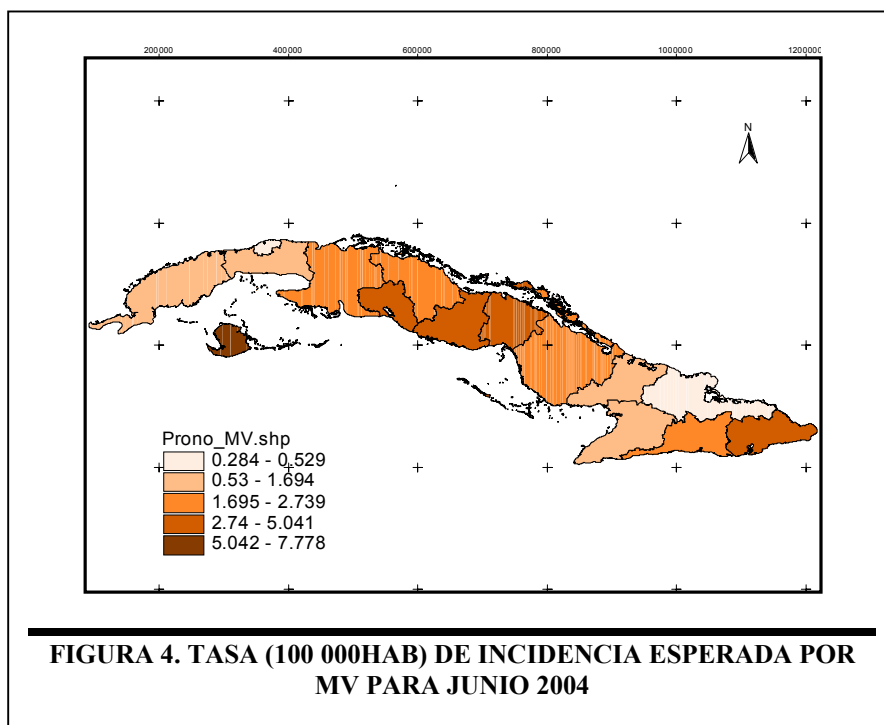 200000 400000 600000 800000 1000000 1200000
N
Prono_MV.shp
0.284 - 0.529
0.53 - 1.694
1.695 - 2.739
2.74 - 5.041
5.042 - 7.778
FIGURA 4. TASA (100 000HAB) DE INCIDENCIA ESPERADA POR
MV PARA JUNIO 2004